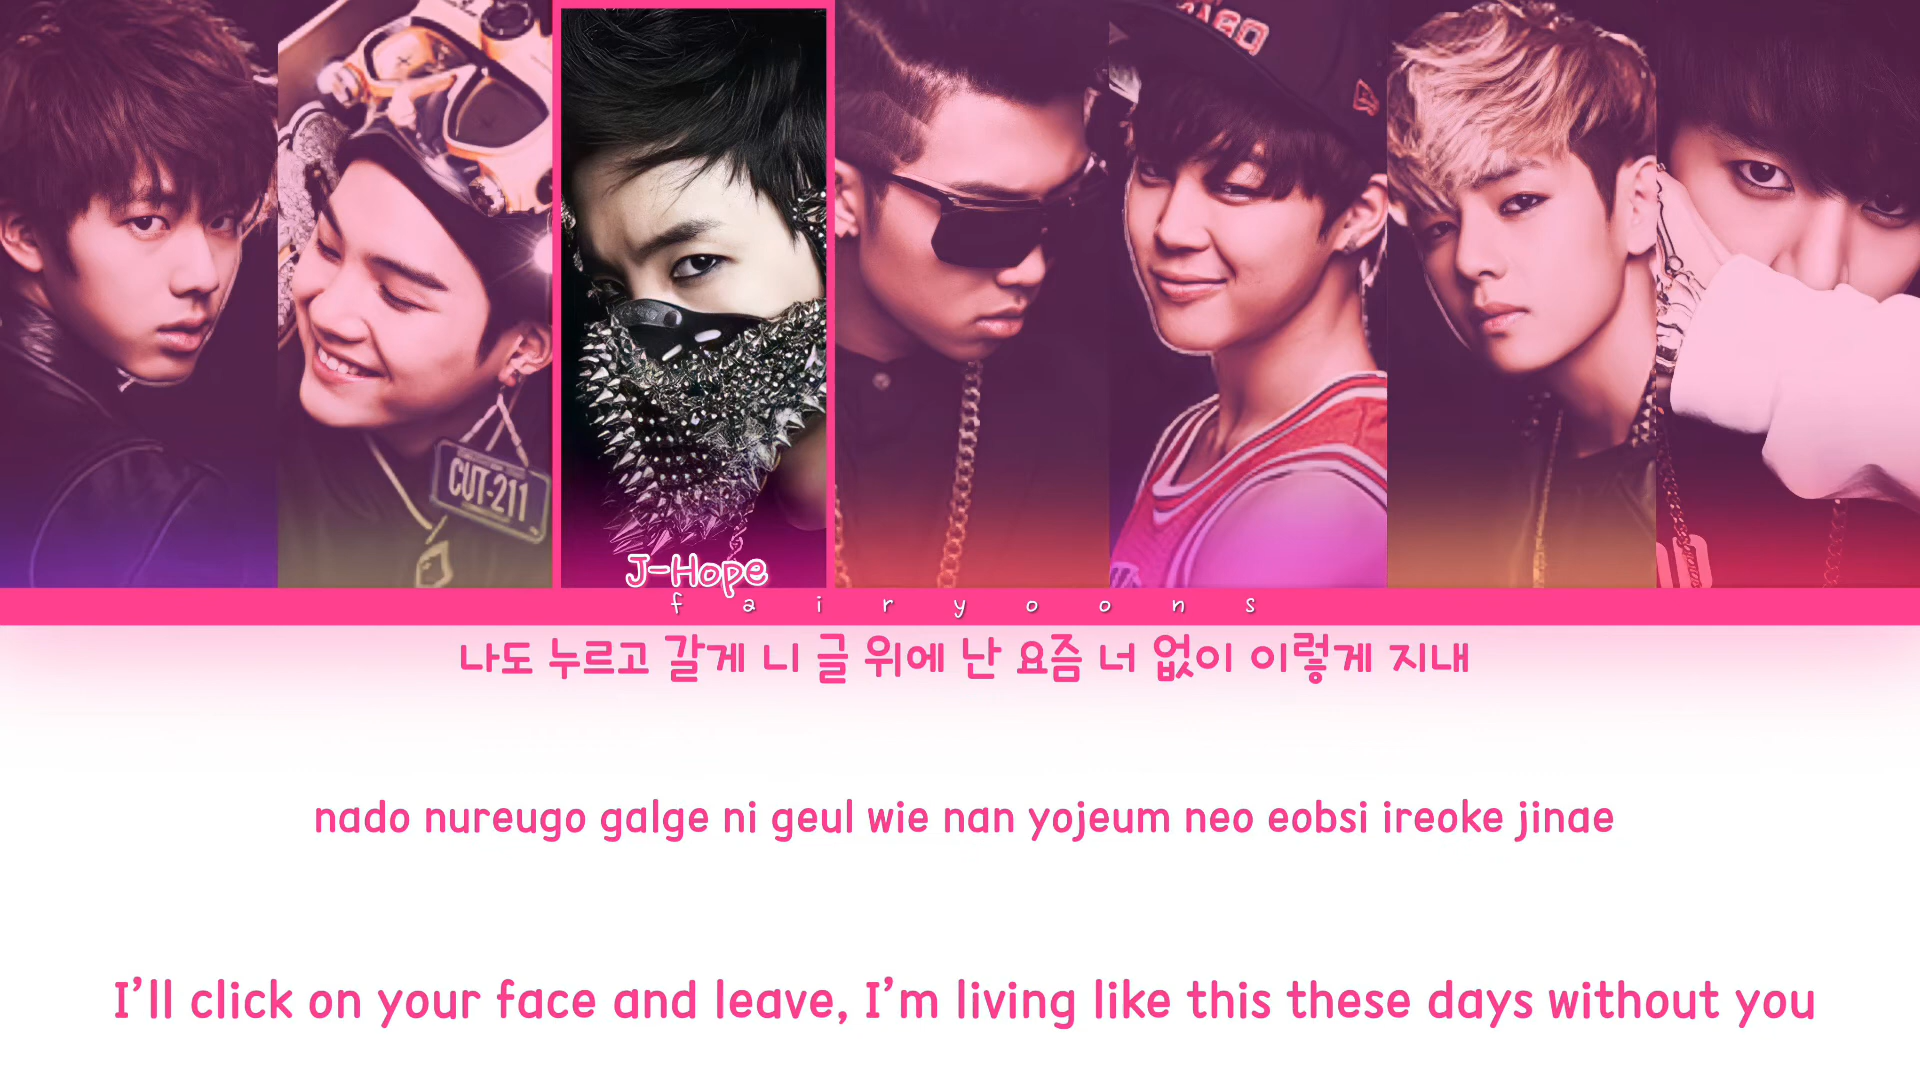 CUT-211
J-Hope
fairyoons
나도 누르고 갈게 니 글 위에 난 요즘 너 없이 이렇게 지내
nado nureugo galge ni geul wie nan yojeum neo eobsi ireoke jinae
I'll click on your face and leave, I'm living like this these days without you